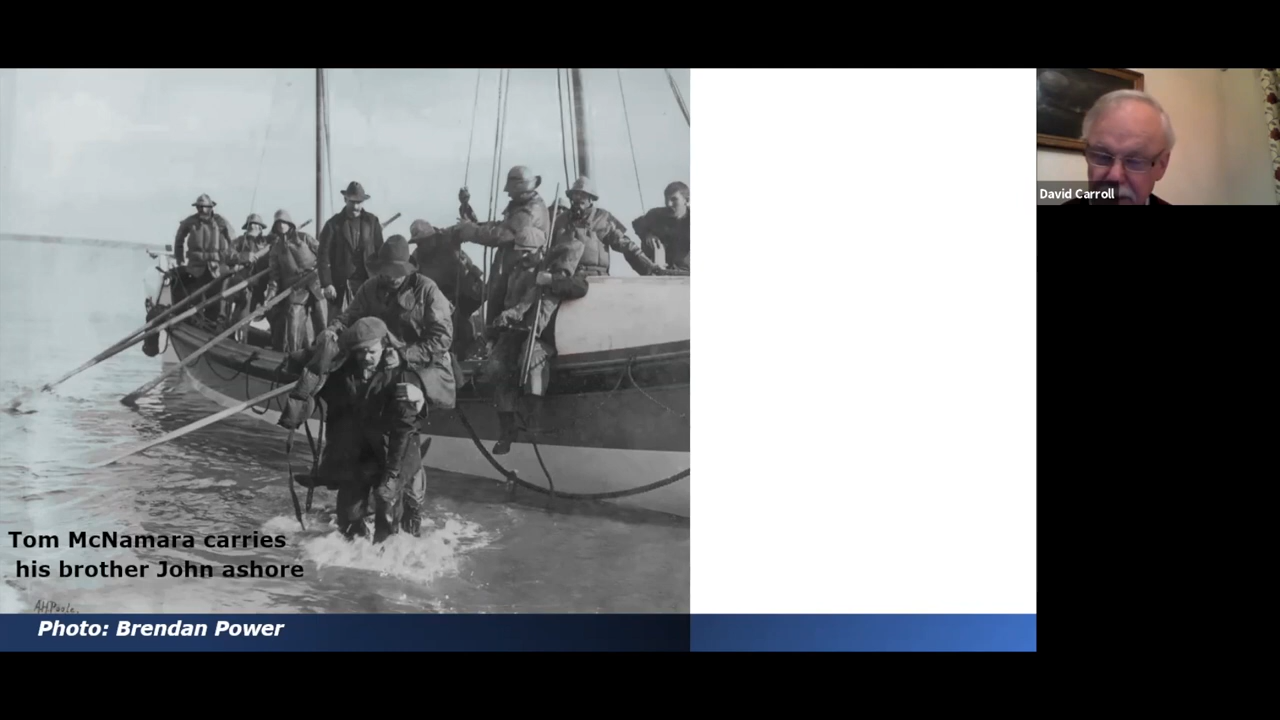 David Carroll
Tom McNamara carries
his brother John ashore
A.H.Poole.
Photo: Brendan Power